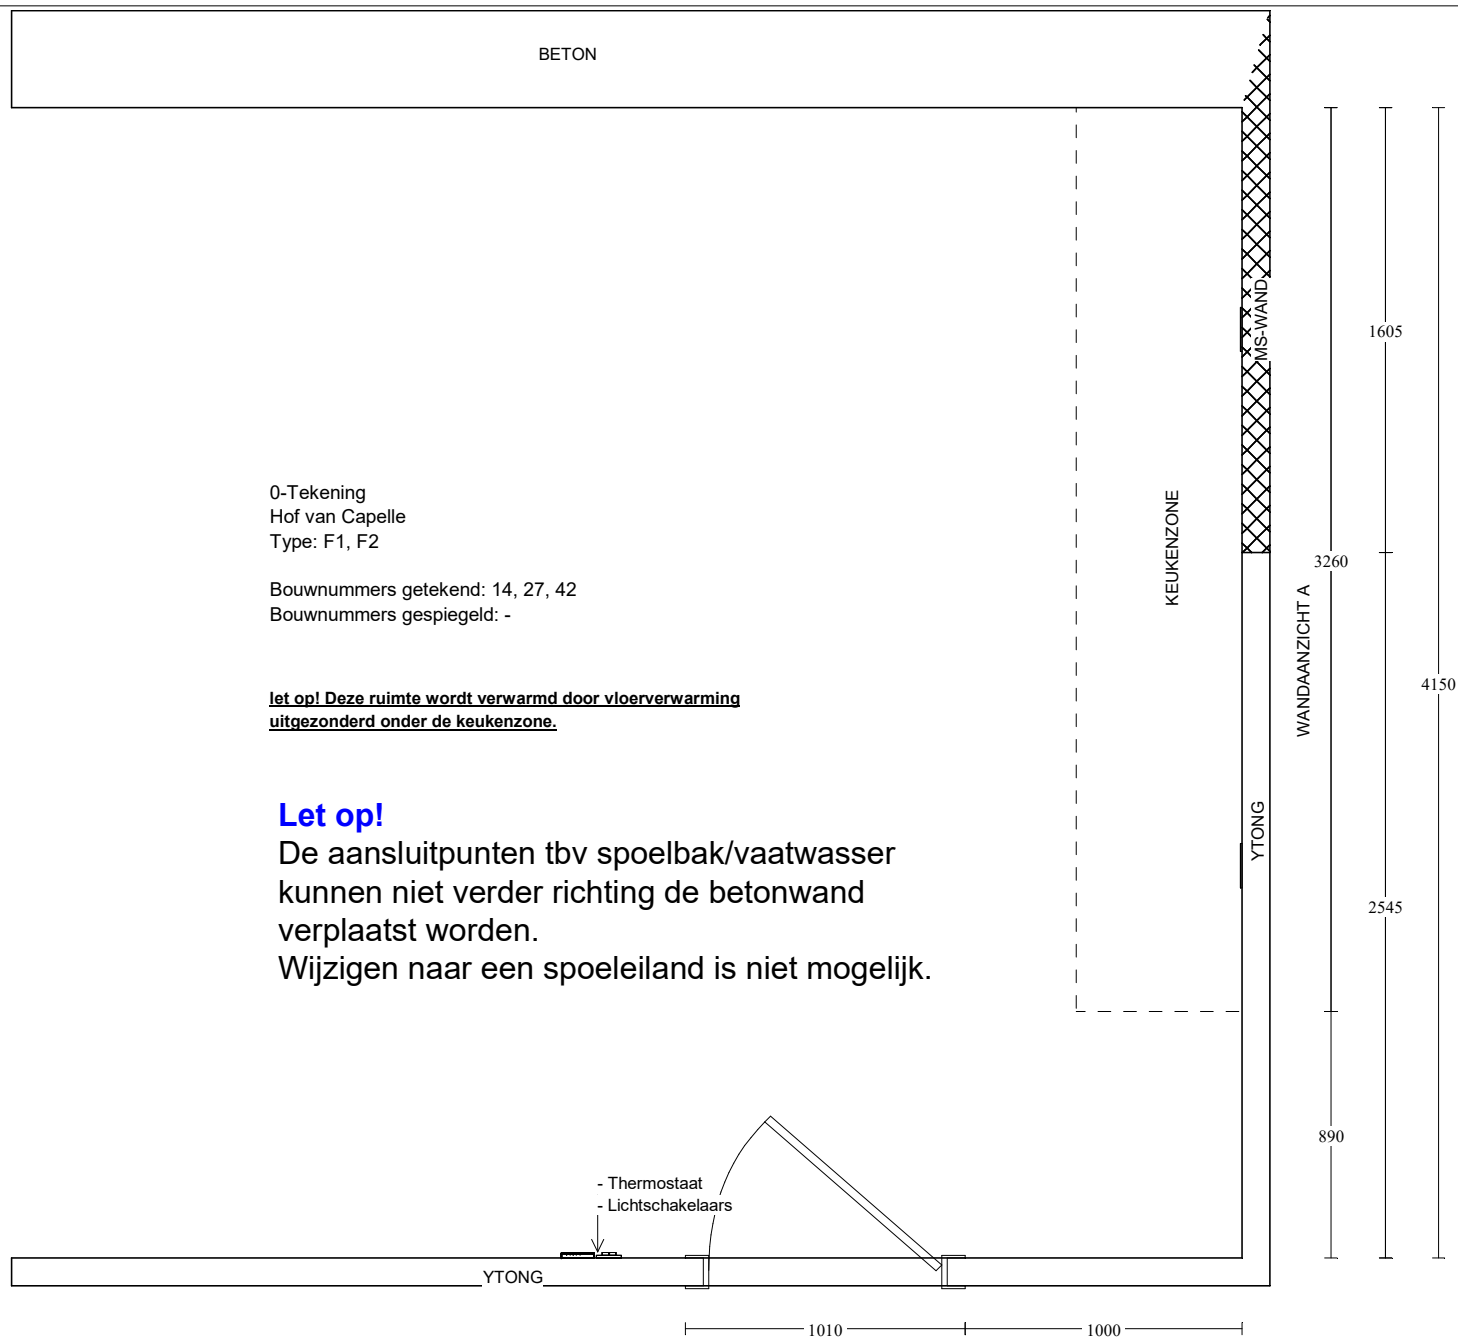 BETON
MS-WAND
1605
0-Tekening
Hof van Capelle
Type: F1, F2
Bouwnummers getekend: 14, 27, 42
Bouwnummers gespiegeld: -
KEUKENZONE
3260
WANDAANZICHT A
4150
let op! Deze ruimte wordt verwarmd door vloerverwarming
uitgezonderd onder de keukenzone.
Let op!
De aansluitpunten tbv spoelbak/vaatwasser
kunnen niet verder richting de betonwand
verplaatst worden.
Wijzigen naar een spoeleiland is niet mogelijk.
YTONG
2545
890
- Thermostaat
- Lichtschakelaars
YTONG
1010
1000